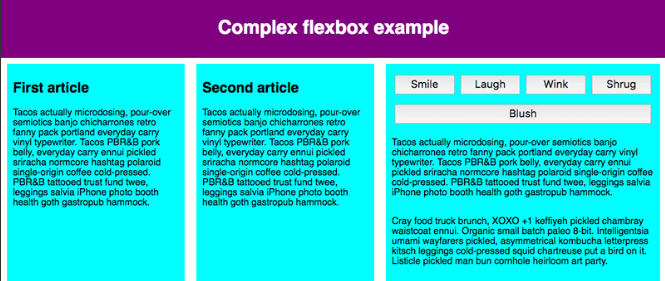 Complex flexbox example
First article
Tacos actually microdosing, pour-over
semiotics banjo chicharrones retro
fanny pack portland everyday carry
vinyl typewriter. Tacos PBR&B pork
belly, everyday carry ennui pickled
sriracha normcore hashtag polaroid
single-origin coffee cold-pressed.
PBR&B tattooed trust fund twee,
leggings salvia iPhone photo booth
health goth gastropub hammock.
Second article
Tacos actually microdosing, pour-over
semiotics banjo chicharrones retro
fanny pack portland everyday carry
vinyl typewriter. Tacos PBR&B pork
belly, everyday carry ennui pickled
sriracha normcore hashtag polaroid
single-origin coffee cold-pressed.
PBR&B tattooed trust fund twee,
leggings salvia iPhone photo booth
health goth gastropub hammock.
Smile Laugh Wink Shrug
Blush
Tacos actually microdosing, pour-over semiotics banjo
chicharrones retro fanny pack portland everyday carry vinyl
typewriter. Tacos PBR&B pork belly, everyday carry ennui
pickled sriracha normcore hashtag polaroid single-origin coffee
cold-pressed. PBR&B tattooed trust fund twee, leggings salvia
iPhone photo booth health goth gastropub hammock.
Cray food truck brunch, XOXO +1 keffiyeh pickled chambray
waistcoat ennui. Organic small batch paleo 8-bit. Intelligentsia
umami wayfarers pickled, asymmetrical kombucha letterpress
kitsch leggings cold-pressed squid chartreuse put a bird on it.
Listicle pickled man bun cornhole heirloom art party.